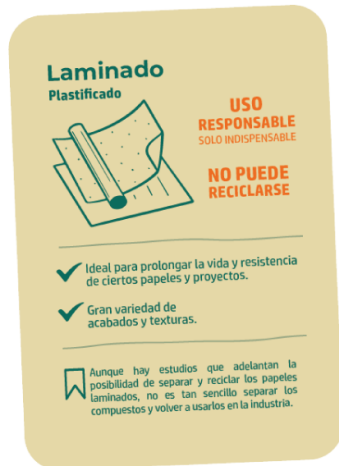 Laminado
Plastificado
USO
RESPONSABLE
SOLO INDISPENSABLE
NO PUEDE
RECICLARSE
Ideal para prolongar la vida y resistencia
de ciertos papeles y proyectos.
Gran variedad de
acabados y texturas.
Aunque hay estudios que adelantan la
posibilidad de separar y reciclar los papeles
laminados, no es tan sencillo separar los
compuestos y volver a usarlos en la industria.